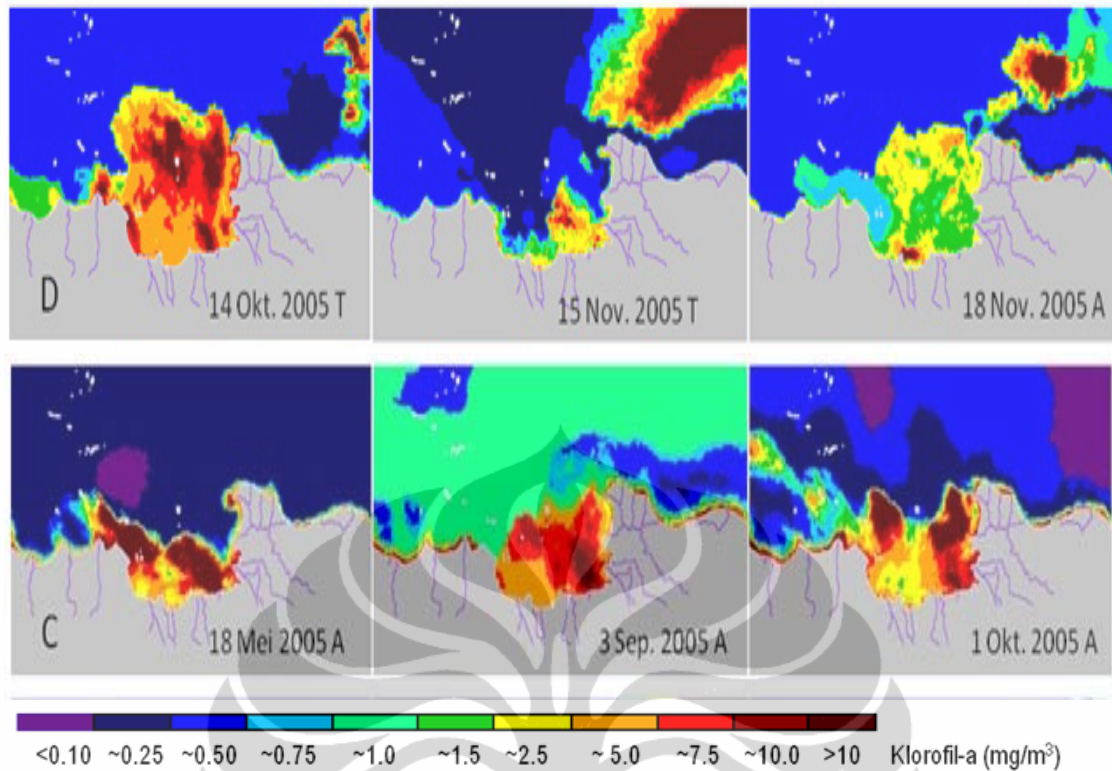 D
14 Okt. 2005 T
15 Nov. 2005 T
18 Nov. 2005 A
C
18 Mei 2005 A
3 Sep. 2005 A
1 Okt. 2005 A
<0.10 ~0.25 ~0.50 ~0.75 ~1.0 ~1.5 ~2.5 ~5.0 ~7.5 ~10.0 >10 Klorofil-a (mg/m³)